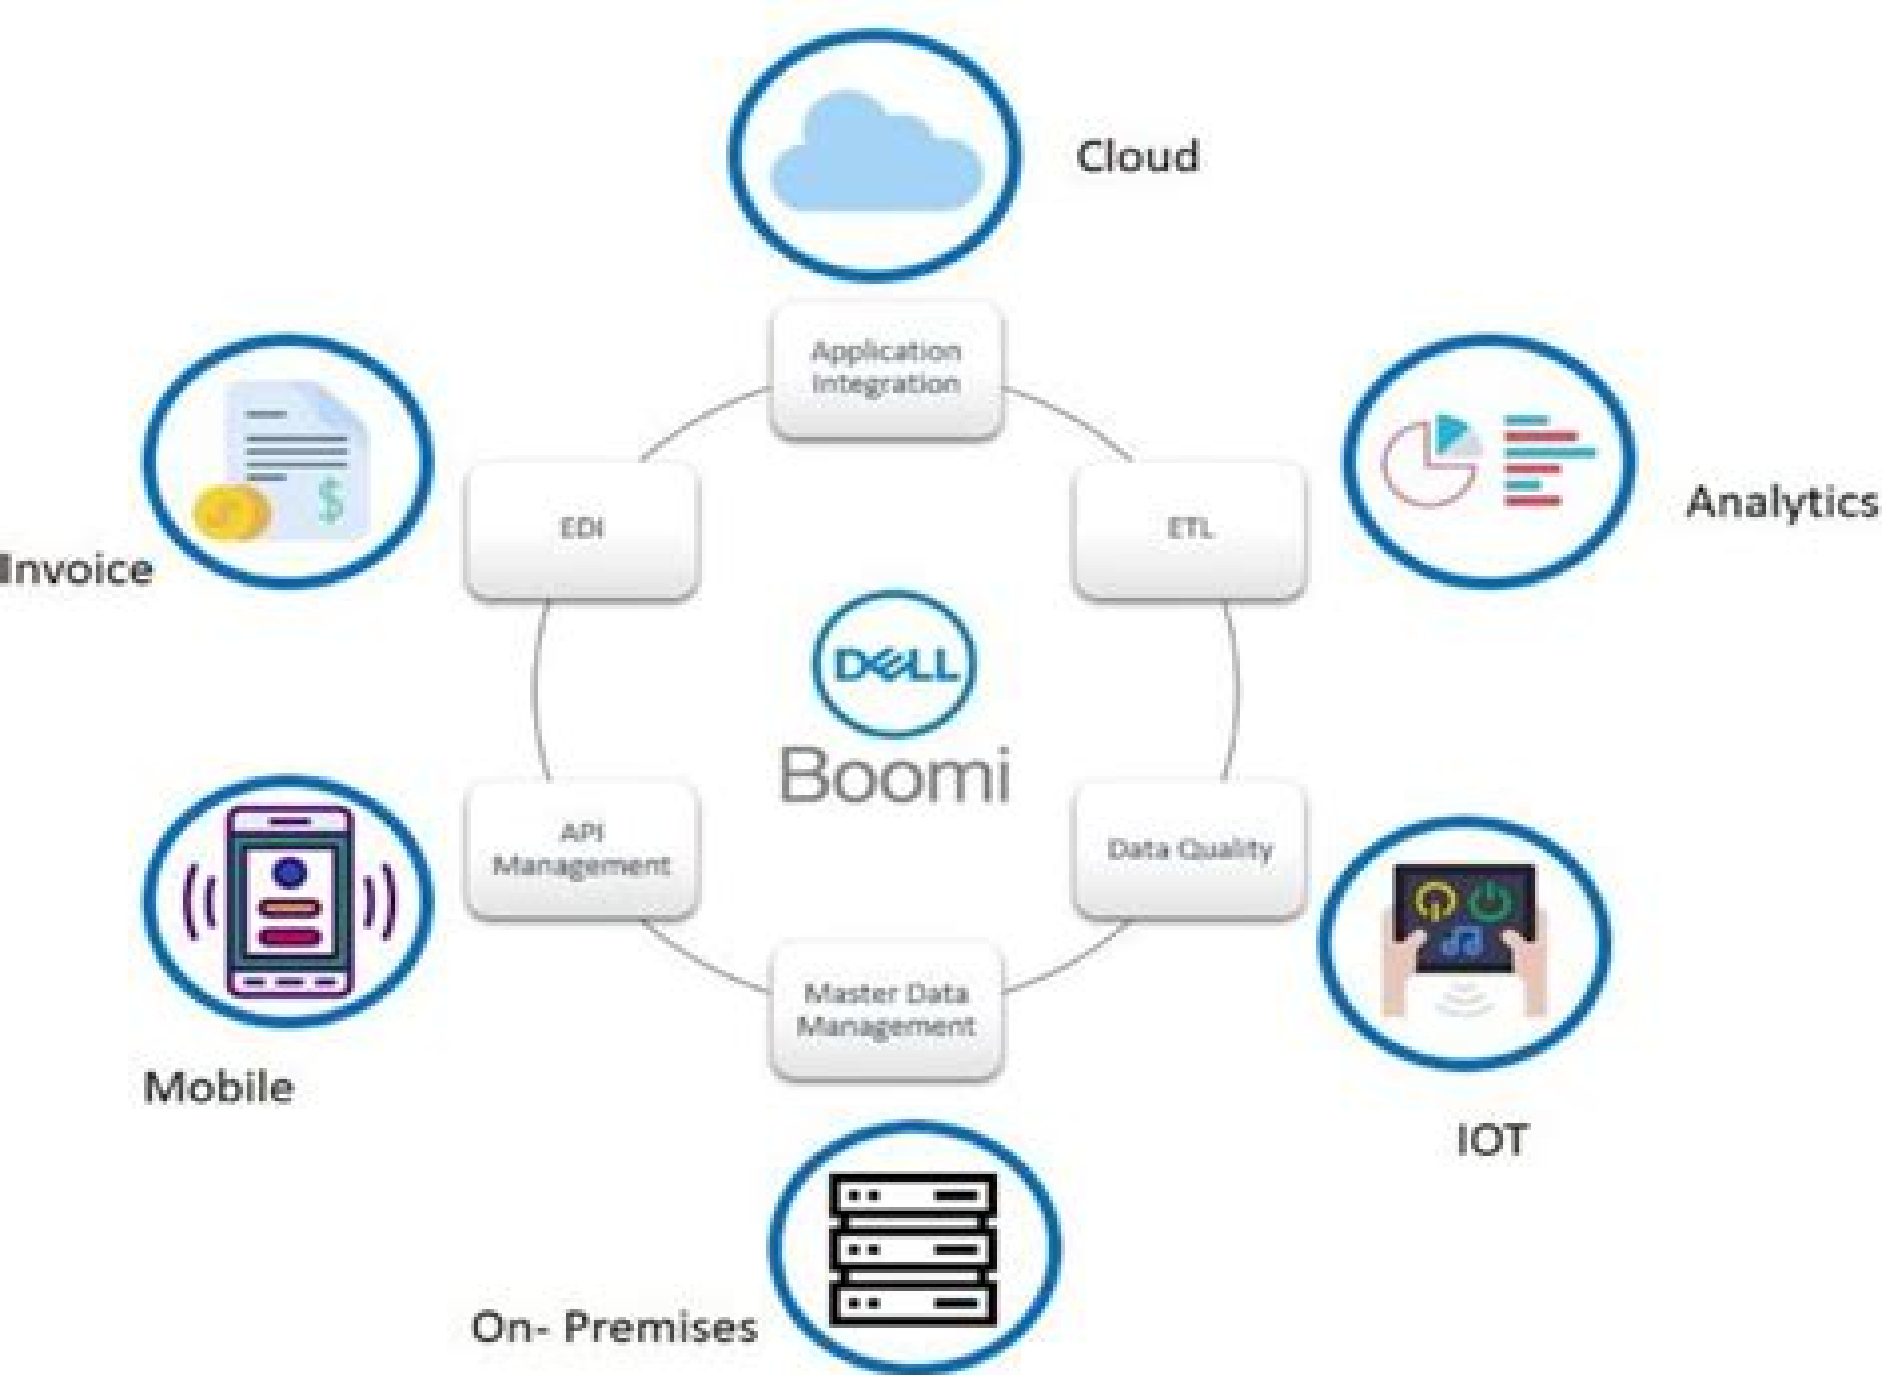 Cloud
Application
Integration
EDI
ETL
Analytics
Invoice
DELL
Boomi
API
Management
Data Quality
Master Data
Management
Mobile
IOT
On- Premises
$